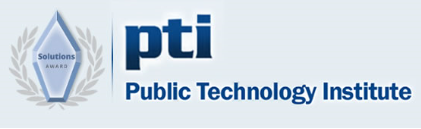 Solutions
AWARD
pti
Public Technology Institute